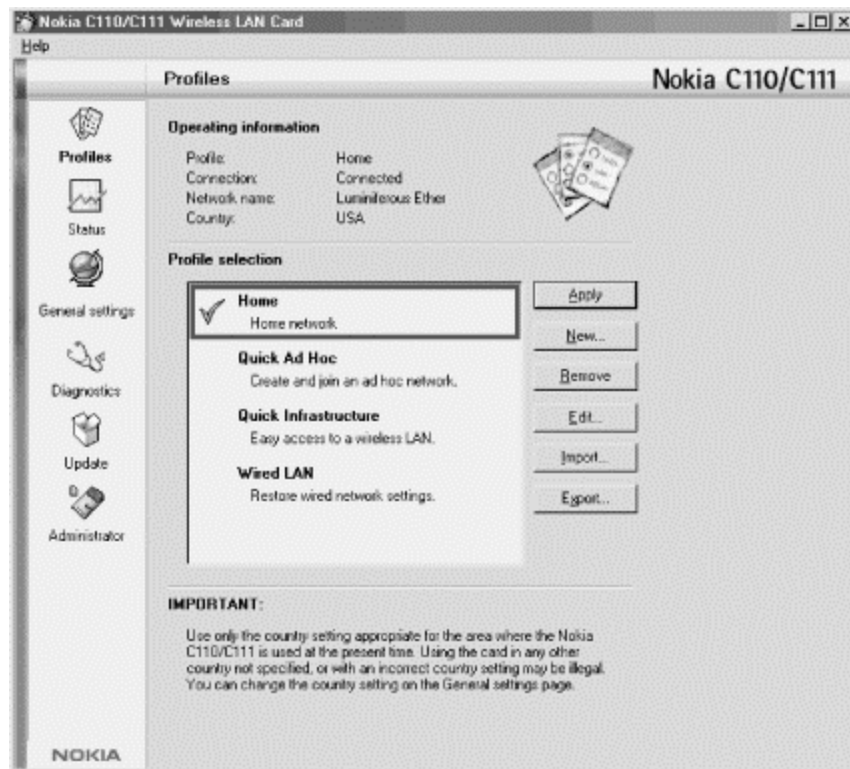 Nokia C110/C111 Wireless LAN Card
Help
Profiles
Nokia C110/C111
Profiles
Status
General settings
Diagnostics
Update
Administrator
NOKIA
Operating information
Profile: Home
Connection: Connected
Network name: Luminiferous Ether
Country: USA
Profile selection
Home
Home network
Quick Ad Hoc
Create and join an ad hoc network.
Quick Infrastructure
Easy access to a wireless LAN.
Wired LAN
Restore wired network settings.
Apply
New...
Remove
Edit...
Import...
Export...
IMPORTANT:
Use only the country setting appropriate for the area where the Nokia
C110/C111 is used at the present time. Using the card in any other
country not specified, or with an incorrect country setting may be illegal.
You can change the country setting on the General settings page.